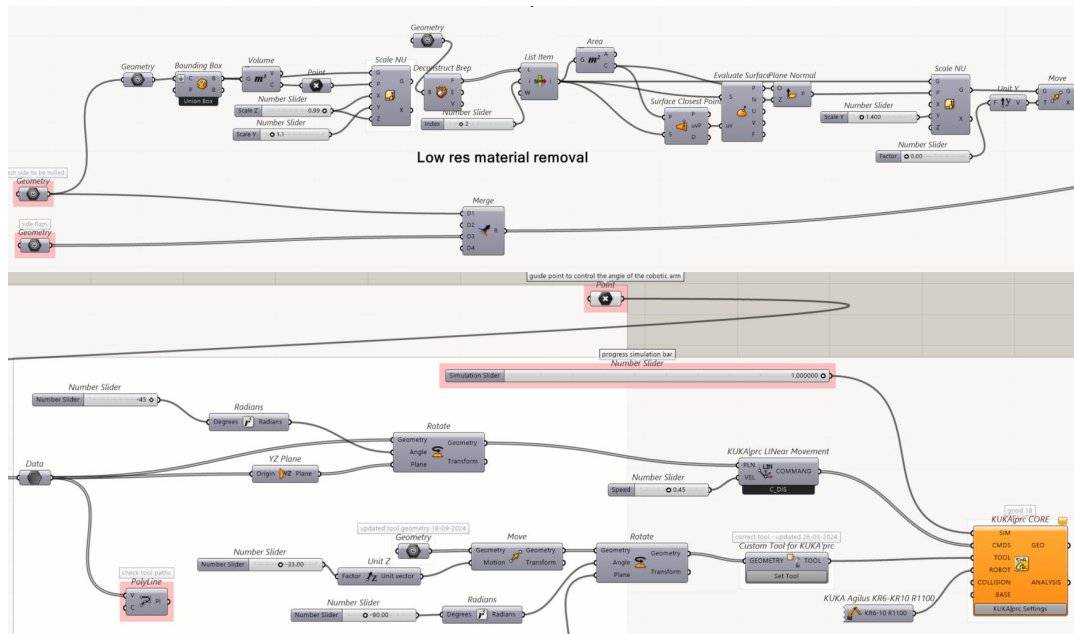 Geometry
Geometry
Bounding Box
C
P
B
B
Union Box
Volume
G
V
C
Point
Number Slider
Scale Z
0.99
Number Slider
Scale Y
1.1
Scale NU
G
P
X
Y
Z
G
X
Deconstruct Brep
B
F
E
V
Number Slider
Index
2
List Item
L
i
W
i
Area
G
A
C
Surface Closest Point
P
S
P
uvP
D
Evaluate Surface
S
uv
P
N
U
V
F
Plane Normal
O
Z
P
Number Slider
Scale Y
1.400
Scale NU
G
P
X
Y
Z
G
X
Number Slider
Factor
0.00
Unit Y
F
V
Move
G
T
G
X
Low res material removal
side to be milled
Geometry
side flaps
Geometry
Merge
D1
D2
D3
D4
R
guide point to control the angle of the robotic arm
Point
progress simulation bar
Number Slider
Simulation Slider
1.000000
Number Slider
Number Slider
-45
Radians
Degrees
Radians
Rotate
Geometry
Angle
Plane
Geometry
Transform
Data
YZ Plane
Origin
YZ Plane
KUKA|prc LINear Movement
PLN
VEL
LIN
COMMAND
C_DIS
Number Slider
Speed
0.45
check tool paths
PolyLine
V
C
Pl
updated tool geometry 18-09-2024
Geometry
Number Slider
Number Slider
-33.00
Unit Z
Factor
Unit vector
Move
Geometry
Motion
Geometry
Transform
Number Slider
Number Slider
-90.00
Radians
Degrees
Radians
Rotate
Geometry
Angle
Plane
Geometry
Transform
correct tool - updated 26-03-2024
Custom Tool for KUKA|prc
GEOMETRY
TOOL
Set Tool
KUKA Agilus KR6-KR10 R1100
KR6-10 R1100
good 18
KUKA|prc CORE
SIM
CMDS
TOOL
ROBOT
COLLISION
BASE
GEO
ANALYSIS
KUKA|prc Settings